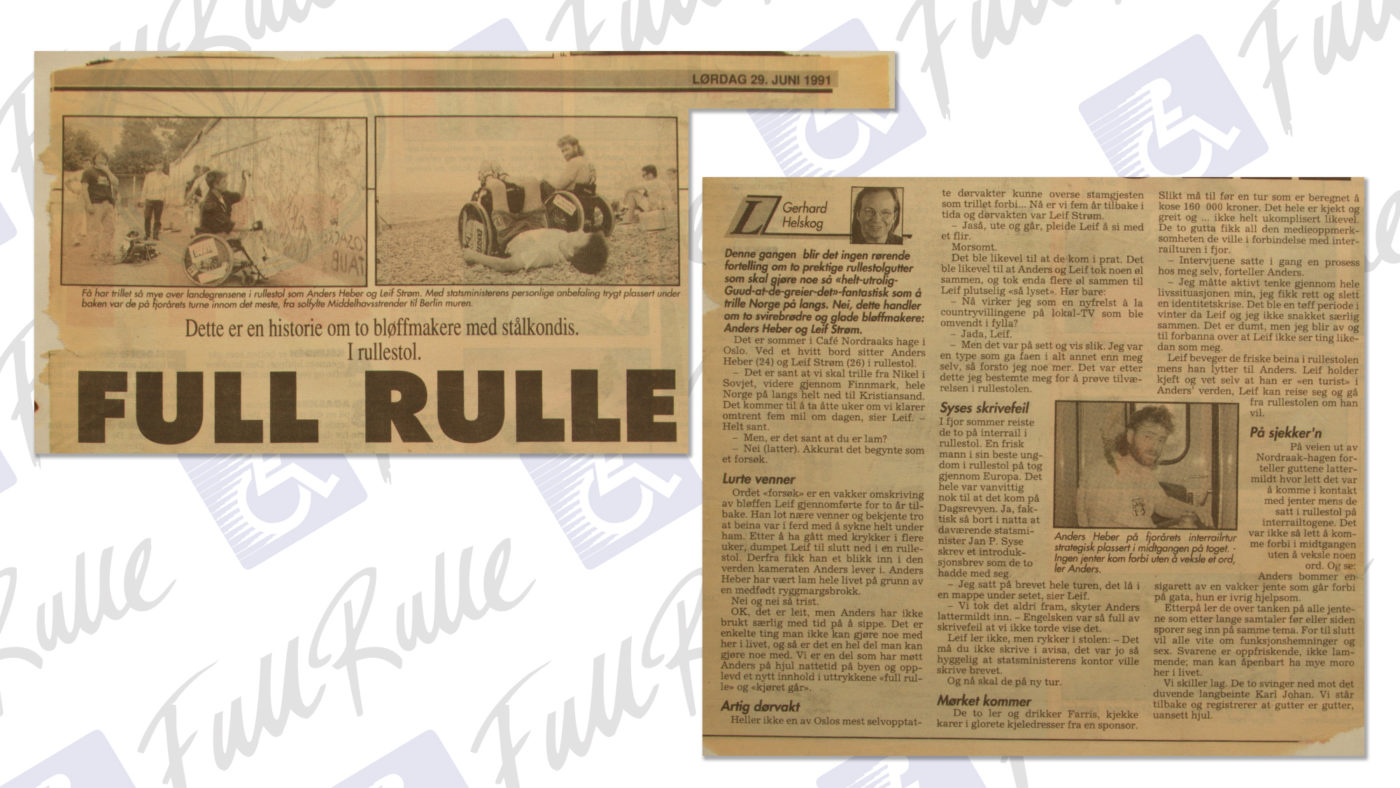 LØRDAG 29. JUNI 1991
Få har trillet så mye over landegrensene i rullestol som Anders Heber og Leif Strøm. Med statsministerens personlige anbefaling trygt plassert under
baken var de på fjorårets turne innom det meste, fra solfylte Middelhavsstrender til Berlin muren.
Dette er en historie om to bløffmakere med stålkondis.
I rullestol.
FULL RULLE
L
Gerhard
Helskog
Denne gangen blir det ingen rørende
fortelling om to prektige rullestolgutter
som skal gjøre noe så «helt-utrolig-
Guud-at-de-greier-det»-fantastisk som å
trille Norge på langs. Nei, dette handler
om to svirebrødre og glade bløffmakere:
Anders Heber og Leif Strøm.
Det er sommer i Café Nordraaks hage i
Oslo. Ved et hvitt bord sitter Anders
Heber (24) og Leif Strøm (26) i rullestol.
– Det er sant at vi skal trille fra Nikel i
Sovjet, videre gjennom Finnmark, hele
Norge på langs helt ned til Kristiansand.
Det kommer til å ta åtte uker om vi klarer
omtrent fem mil om dagen, sier Leif. –
Helt sant.
– Men, er det sant at du er lam?
– Nei (latter). Akkurat det begynte som
et forsøk.
Lurte venner
Ordet «forsøk» er en vakker omskriving
av bløffen Leif gjennomførte for to år til-
bake. Han lot nære venner og bekjente tro
at beina var i ferd med å sykne helt under
ham. Etter å ha gått med krykker i flere
uker, dumpet Leif til slutt ned i en rulle-
stol. Derfra fikk han et blikk inn i den
verden kameraten Anders lever i. Anders
Heber har vært lam hele livet på grunn av
en medfødt ryggmargsbrokk.
Nei og nei så trist.
OK, det er leit, men Anders har ikke
brukt særlig med tid på å sippe. Det er
enkelte ting man ikke kan gjøre noe med
her i livet, og så er det en hel del man kan
gjøre noe med. Vi er en del som har møtt
Anders på hjul nattetid på byen og opp-
levd et nytt innhold i uttrykkene «full rul-
le» og «kjøret går».
Artig dørvakt
Heller ikke en av Oslos mest selvopptat-
te dørvakter kunne overse stamgjesten
som trillet forbi... Nå er vi fem år tilbake i
tida og dørvakten var Leif Strøm.
– Jaså, ute og går, pleide Leif å si med
et flir.
Morsomt.
Det ble likevel til at de kom i prat. Det
ble likevel til at Anders og Leif tok noen øl
sammen, og tok enda flere øl sammen til
Leif plutselig «så lyset». Hør bare:
– Nå virker jeg som en nyfrelst à la
countryvillingene på lokal-TV som ble
omvendt i fylla?
– Jada, Leif.
– Men det var på sett og vis slik. Jeg var
en type som ga faen i alt annet enn meg
selv, så forsto jeg noe mer. Det var etter
dette jeg bestemte meg for å prøve tilvæ-
relsen i rullestolen.
Syses skrivefeil
I fjor sommer reiste
de to på interrail i
rullestol. En frisk
mann i sin beste ung-
dom i rullestol på tog
gjennom Europa. Det
hele var vanvittig
nok til at det kom på
Dagsrevyen. Ja, fak-
tisk så bort i natta at
daværende statsmi-
nister Jan P. Syse
skrev et introduk-
sjonsbrev som de to
hadde med seg.
– Jeg satt på brevet hele turen, det lå i
en mappe under setet, sier Leif.
– Vi tok det aldri fram, skyter Anders
lattermildt inn. – Engelsken var så full av
skrivefeil at vi ikke torde vise det.
Leif ler ikke, men rykker i stolen: – Det
må du ikke skrive i avisa, det var jo så
hyggelig at statsministerens kontor ville
skrive brevet.
Og nå skal de på ny tur.
Mørket kommer
De to ler og drikker Farris, kjekke
karer i glorete kjeledresser fra en sponsor.
Slikt må til før en tur som er beregnet å
kose 160 000 kroner. Det hele er kjekt og
greit og ... ikke helt ukomplisert likevel.
De to gutta fikk all den medieoppmerk-
somheten de ville i forbindelse med inter-
railturen i fjor.
– Intervjuene satte i gang en prosess
hos meg selv, forteller Anders.
– Jeg måtte aktivt tenke gjennom hele
livssituasjonen min, jeg fikk rett og slett
en identitetskrise. Det ble en tøff periode i
vinter da Leif og jeg ikke snakket særlig
sammen. Det er dumt, men jeg blir av og
til forbanna over at Leif ikke ser ting like-
dan som meg.
Leif beveger de friske beina i rullestolen
mens han lytter til Anders. Leif holder
kjeft og vet selv at han er «en turist» i
Anders' verden, Leif kan reise seg og gå
fra rullestolen om han
vil.
Anders Heber på fjorårets interrailtur
strategisk plassert i midtgangen på toget. -
Ingen jenter kom forbi uten å veksle et ord,
ler Anders.
På sjekker'n
På veien ut av
Nordraak-hagen for-
teller guttene latter-
mildt hvor lett det var
å komme i kontakt
med jenter mens de
satt i rullestol på
interrailtogene. Det
var ikke så lett å kom-
me forbi i midtgangen
uten å veksle noen
ord. Og se:
Anders bommer en
sigarett av en vakker jente som går forbi
på gata, hun er ivrig hjelpsom.
Etterpå ler de over tanken på alle jente-
ne som etter lange samtaler før eller siden
sporer seg inn på samme tema. For til slutt
vil alle vite om funksjonshemninger og
sex. Svarene er oppfriskende, ikke lam-
mende; man kan åpenbart ha mye moro
her i livet.
Vi skiller lag. De to svinger ned mot det
duvende langbeinte Karl Johan. Vi står
tilbake og registrerer at gutter er gutter,
uansett hjul.
Full Rulle